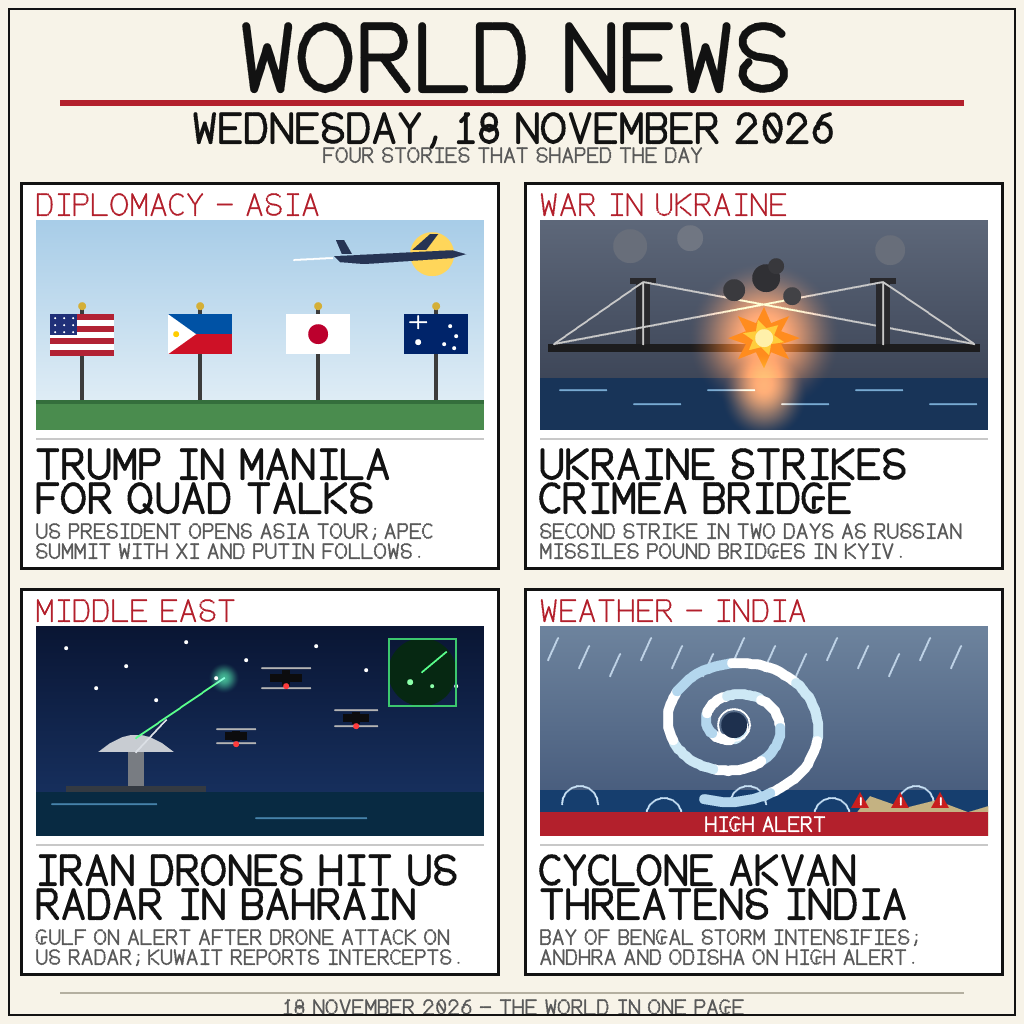 WORLD NEWS
WEDNESDAY, 18 NOVEMBER 2026
FOUR STORIES THAT SHAPED THE DAY
DIPLOMACY – ASIA
TRUMP IN MANILA
FOR QUAD TALKS
US PRESIDENT OPENS ASIA TOUR; APEC
SUMMIT WITH XI AND PUTIN FOLLOWS.
WAR IN UKRAINE
UKRAINE STRIKES
CRIMEA BRIDGE
SECOND STRIKE IN TWO DAYS AS RUSSIAN
MISSILES POUND BRIDGES IN KYIV.
MIDDLE EAST
IRAN DRONES HIT US
RADAR IN BAHRAIN
GULF ON ALERT AFTER DRONE ATTACK ON
US RADAR; KUWAIT REPORTS INTERCEPTS.
WEATHER – INDIA
HIGH ALERT
CYCLONE AKVAN
THREATENS INDIA
BAY OF BENGAL STORM INTENSIFIES;
ANDHRA AND ODISHA ON HIGH ALERT.
18 NOVEMBER 2026 – THE WORLD IN ONE PAGE